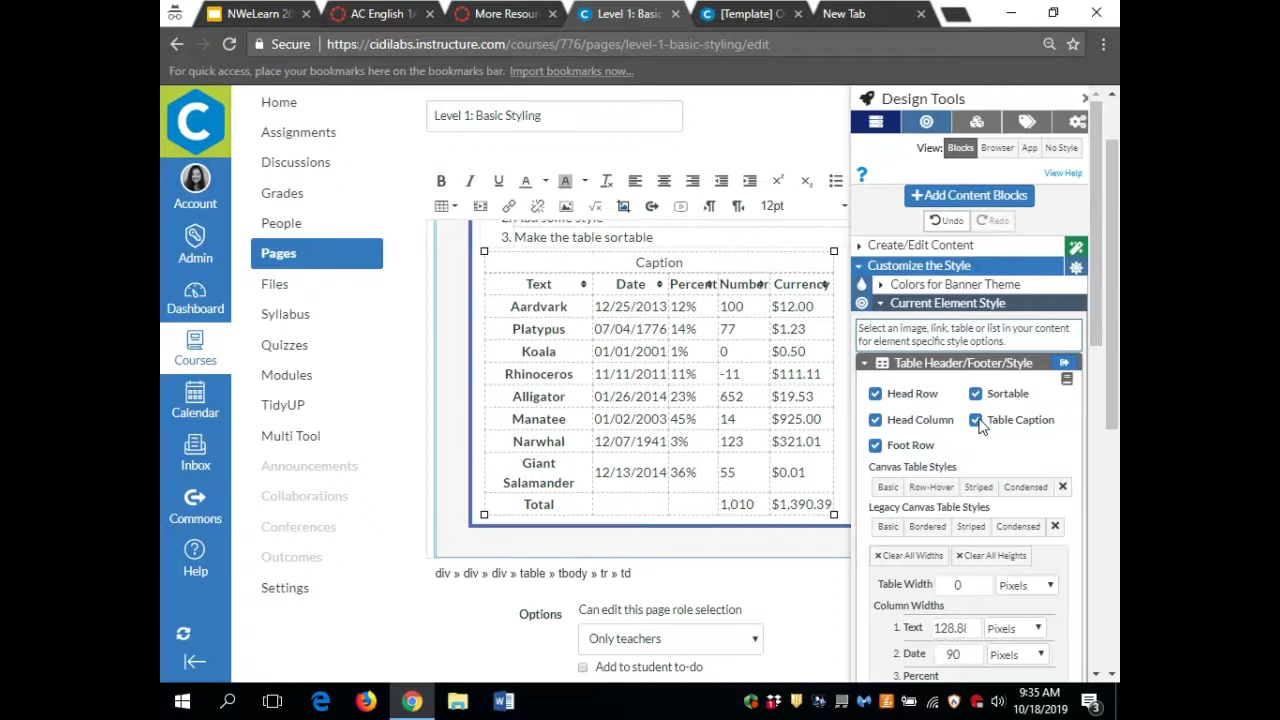 NWeLearn 20
AC English 1/
More Resour
Level 1: Basic
[Template] O
New Tab
Secure
https://cidilabs.instructure.com/courses/776/pages/level-1-basic-styling/edit
For quick access, place your bookmarks here on the bookmarks bar. Import bookmarks now...
C
Account
Admin
Dashboard
Courses
Calendar
Inbox
Commons
Help
Home
Assignments
Discussions
Grades
People
Pages
Files
Syllabus
Quizzes
Modules
TidyUP
Multi Tool
Announcements
Collaborations
Conferences
Outcomes
Settings
Level 1: Basic Styling
B I U A A
12pt
3. Make the table sortable
Caption
Text Date Percent Number Currency
Aardvark 12/25/2013 12% 100 $12.00
Platypus 07/04/1776 14% 77 $1.23
Koala 01/01/2001 1% 0 $0.50
Rhinoceros 11/11/2011 11% -11 $111.11
Alligator 01/26/2014 23% 652 $19.53
Manatee 01/02/2003 45% 14 $925.00
Narwhal 12/07/1941 3% 123 $321.01
Giant
Salamander 12/13/2014 36% 55 $0.01
Total 1,010 $1,390.39
div » div » div » table » tbody » tr » td
Options
Can edit this page role selection
Only teachers
Add to student to-do
Design Tools
View: Blocks Browser App No Style
? View Help
+Add Content Blocks
Undo Redo
Create/Edit Content
Customize the Style
Colors for Banner Theme
Current Element Style
Select an image, link, table or list in your content
for element specific style options.
Table Header/Footer/Style
Head Row Sortable
Head Column Table Caption
Foot Row
Canvas Table Styles
Basic Row-Hover Striped Condensed
Legacy Canvas Table Styles
Basic Bordered Striped Condensed
Clear All Widths Clear All Heights
Table Width 0 Pixels
Column Widths
1. Text 128.8 Pixels
2. Date 90 Pixels
3. Percent
9:35 AM
10/18/2019
3